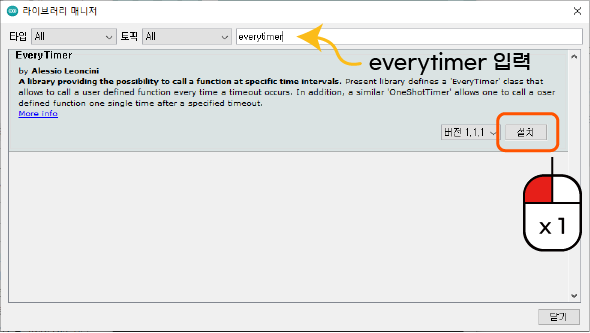 라이브러리 매니저
타입 All 토픽 All everytimer
everytimer 입력
EveryTimer
by Alessio Leoncini
A library providing the possibility to call a function at specific time intervals. Present library defines a 'EveryTimer' class that
allows to call a user defined function every time a timeout occurs. In addition, a similar 'OneShotTimer' allows one to call a user
defined function one single time after a specified timeout.
More info
버전 1.1.1 설치
x 1
닫기